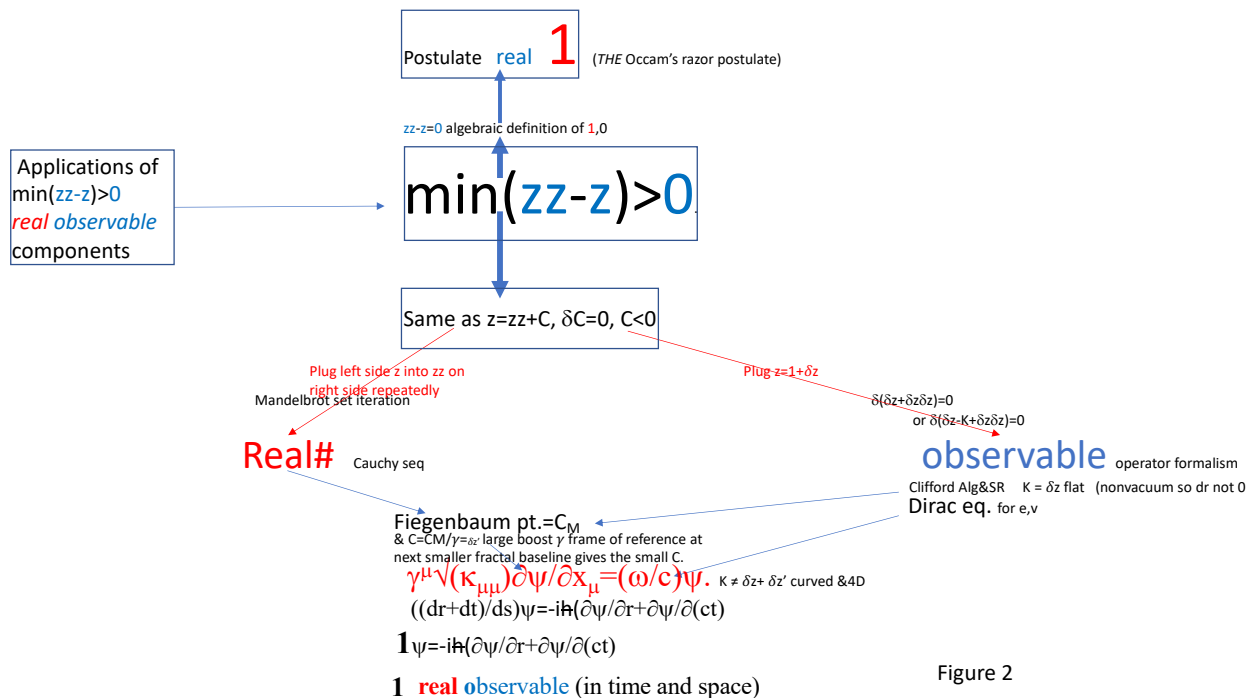 Postulate real 1 (THE Occam's razor postulate)
zz-z=0 algebraic definition of 1,0
Applications of
min(zz-z)>0
real observable
components
min(zz-z)>0.
Same as z=zz+C, δC=0, C<0
Plug left side z into zz on
right side repeatedly
Mandelbrot set iteration
Plug z=1+δz
δ(δz+δzδz)=0
or δ(δz-K+δzδz)=0
Real# Cauchy seq
observable operator formalism
Clifford Alg&SR K = δz flat (nonvacuum so dr not 0
Dirac eq. for e,v
Fiegenbaum pt.=C_M
& C=CM/γ=δz' large boost γ frame of reference at
next smaller fractal baseline gives the small C.
γ^μ√(κ_μμ)∂ψ/∂x_μ=(ω/c)ψ. K ≠ δz+ δz' curved &4D
((dr+dt)/ds)ψ=-iħ(∂ψ/∂r+∂ψ/∂(ct)
1ψ=-iħ(∂ψ/∂r+∂ψ/∂(ct)
1 real observable (in time and space)
Figure 2